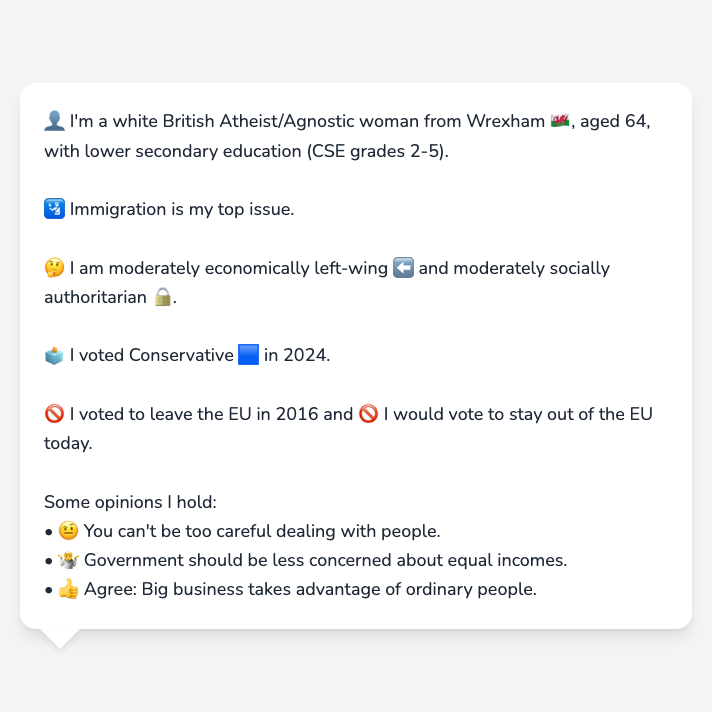 👤 I'm a white British Atheist/Agnostic woman from Wrexham 🏴󠁧󠁢󠁷󠁬󠁳󠁿, aged 64,
with lower secondary education (CSE grades 2-5).
🛂 Immigration is my top issue.
🤔 I am moderately economically left-wing ⬅️ and moderately socially
authoritarian 🔒.
🗳️ I voted Conservative 🟦 in 2024.
🚫 I voted to leave the EU in 2016 and 🚫 I would vote to stay out of the EU
today.
Some opinions I hold:
• 🤨 You can't be too careful dealing with people.
• 🤷‍♀️ Government should be less concerned about equal incomes.
• 👍 Agree: Big business takes advantage of ordinary people.